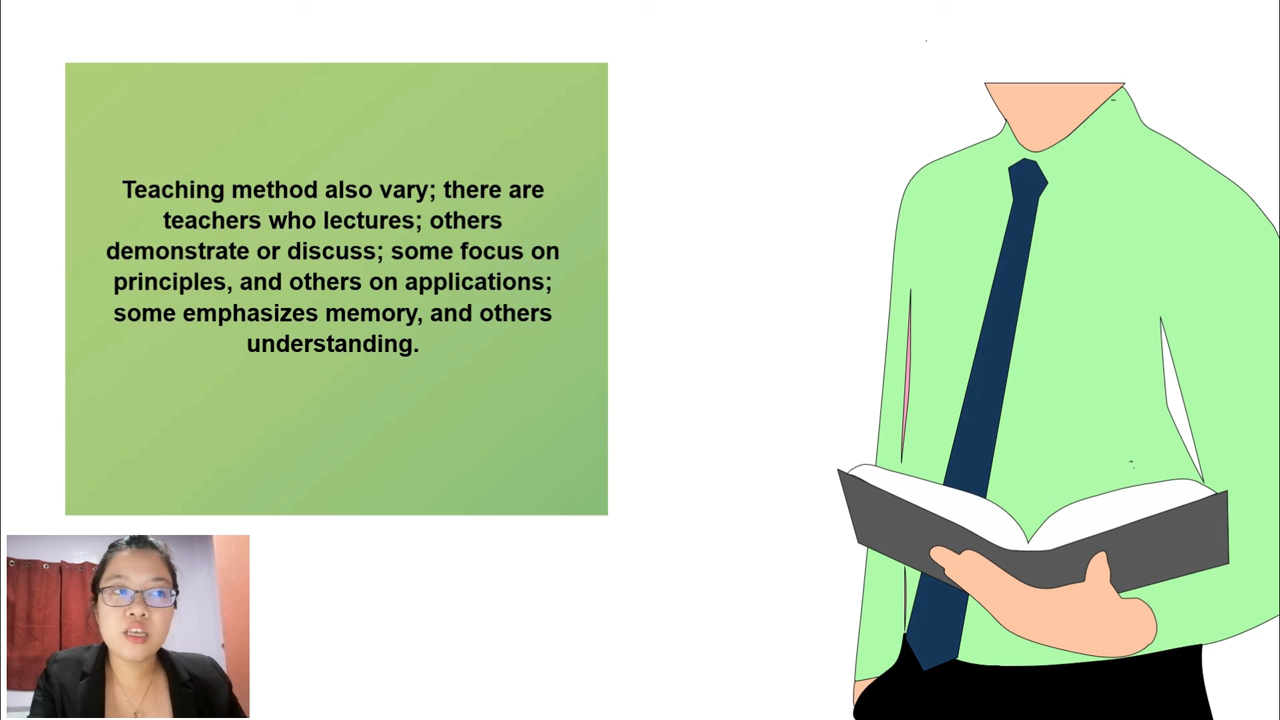 Teaching method also vary; there are
teachers who lectures; others
demonstrate or discuss; some focus on
principles, and others on applications;
some emphasizes memory, and others
understanding.